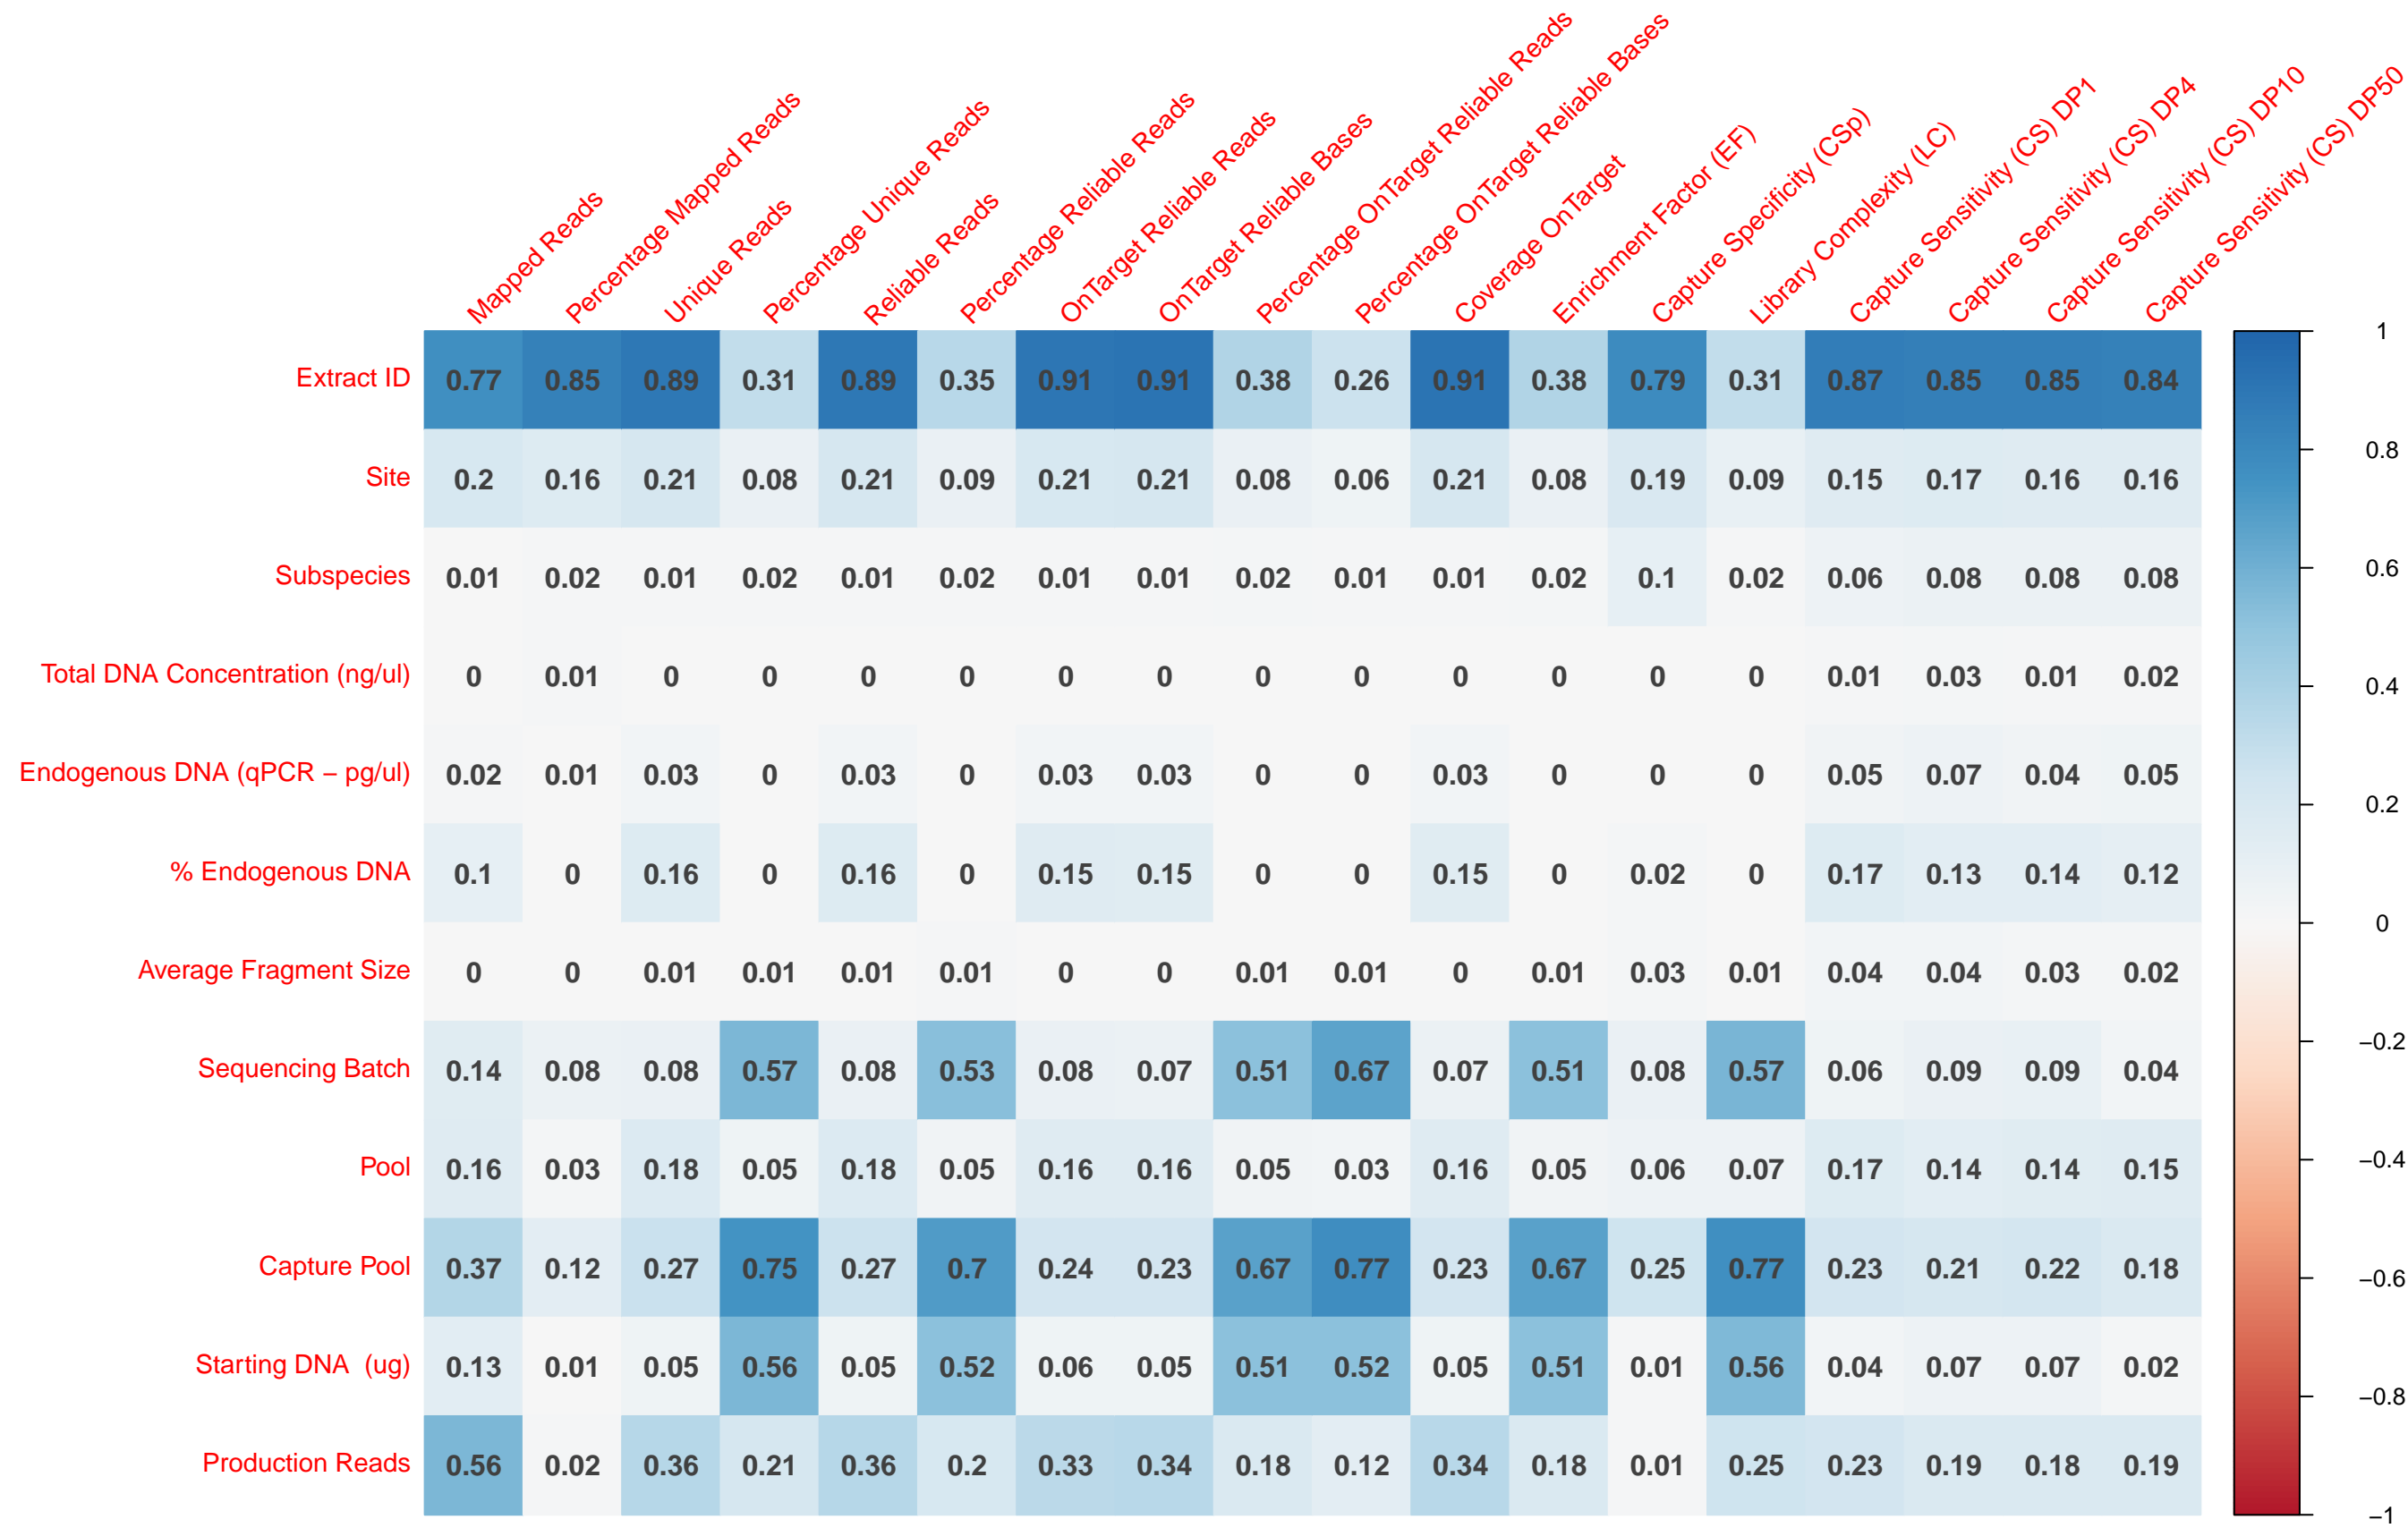 Mapped Reads
Percentage Mapped Reads
Unique Reads
Percentage Unique Reads
Reliable Reads
Percentage Reliable Reads
OnTarget Reliable Reads
OnTarget Reliable Bases
Percentage OnTarget Reliable Reads
Percentage OnTarget Reliable Bases
Coverage OnTarget
Enrichment Factor (EF)
Capture Specificity (CSp)
Library Complexity (LC)
Capture Sensitivity (CS) DP1
Capture Sensitivity (CS) DP4
Capture Sensitivity (CS) DP10
Capture Sensitivity (CS) DP50
Extract ID 0.77 0.85 0.89 0.31 0.89 0.35 0.91 0.91 0.38 0.26 0.91 0.38 0.79 0.31 0.87 0.85 0.85 0.84
Site 0.2 0.16 0.21 0.08 0.21 0.09 0.21 0.21 0.08 0.06 0.21 0.08 0.19 0.09 0.15 0.17 0.16 0.16
Subspecies 0.01 0.02 0.01 0.02 0.01 0.02 0.01 0.01 0.02 0.01 0.01 0.02 0.1 0.02 0.06 0.08 0.08 0.08
Total DNA Concentration (ng/ul) 0 0.01 0 0 0 0 0 0 0 0 0 0 0 0 0.01 0.03 0.01 0.02
Endogenous DNA (qPCR − pg/ul) 0.02 0.01 0.03 0 0.03 0 0.03 0.03 0 0 0.03 0 0 0 0.05 0.07 0.04 0.05
% Endogenous DNA 0.1 0 0.16 0 0.16 0 0.15 0.15 0 0 0.15 0 0.02 0 0.17 0.13 0.14 0.12
Average Fragment Size 0 0 0.01 0.01 0.01 0.01 0 0 0.01 0.01 0 0.01 0.03 0.01 0.04 0.04 0.03 0.02
Sequencing Batch 0.14 0.08 0.08 0.57 0.08 0.53 0.08 0.07 0.51 0.67 0.07 0.51 0.08 0.57 0.06 0.09 0.09 0.04
Pool 0.16 0.03 0.18 0.05 0.18 0.05 0.16 0.16 0.05 0.03 0.16 0.05 0.06 0.07 0.17 0.14 0.14 0.15
Capture Pool 0.37 0.12 0.27 0.75 0.27 0.7 0.24 0.23 0.67 0.77 0.23 0.67 0.25 0.77 0.23 0.21 0.22 0.18
Starting DNA (ug) 0.13 0.01 0.05 0.56 0.05 0.52 0.06 0.05 0.51 0.52 0.05 0.51 0.01 0.56 0.04 0.07 0.07 0.02
Production Reads 0.56 0.02 0.36 0.21 0.36 0.2 0.33 0.34 0.18 0.12 0.34 0.18 0.01 0.25 0.23 0.19 0.18 0.19
1
0.8
0.6
0.4
0.2
0
−0.2
−0.4
−0.6
−0.8
−1